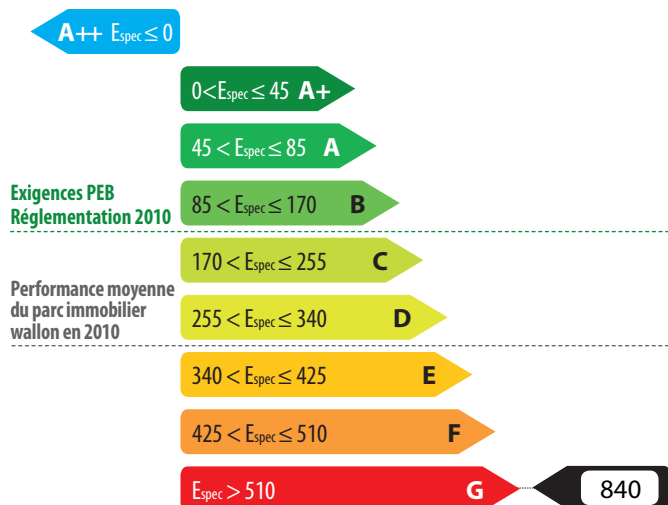 A++ Espec ≤ 0
0<Espec ≤ 45 A+
45 < Espec ≤ 85 A
Exigences PEB
Réglementation 2010
85 < Espec ≤ 170 B
170 < Espec ≤ 255 C
Performance moyenne
du parc immobilier
wallon en 2010
255 < Espec ≤ 340 D
340 < Espec ≤ 425 E
425 < Espec ≤ 510 F
Espec > 510 G 840